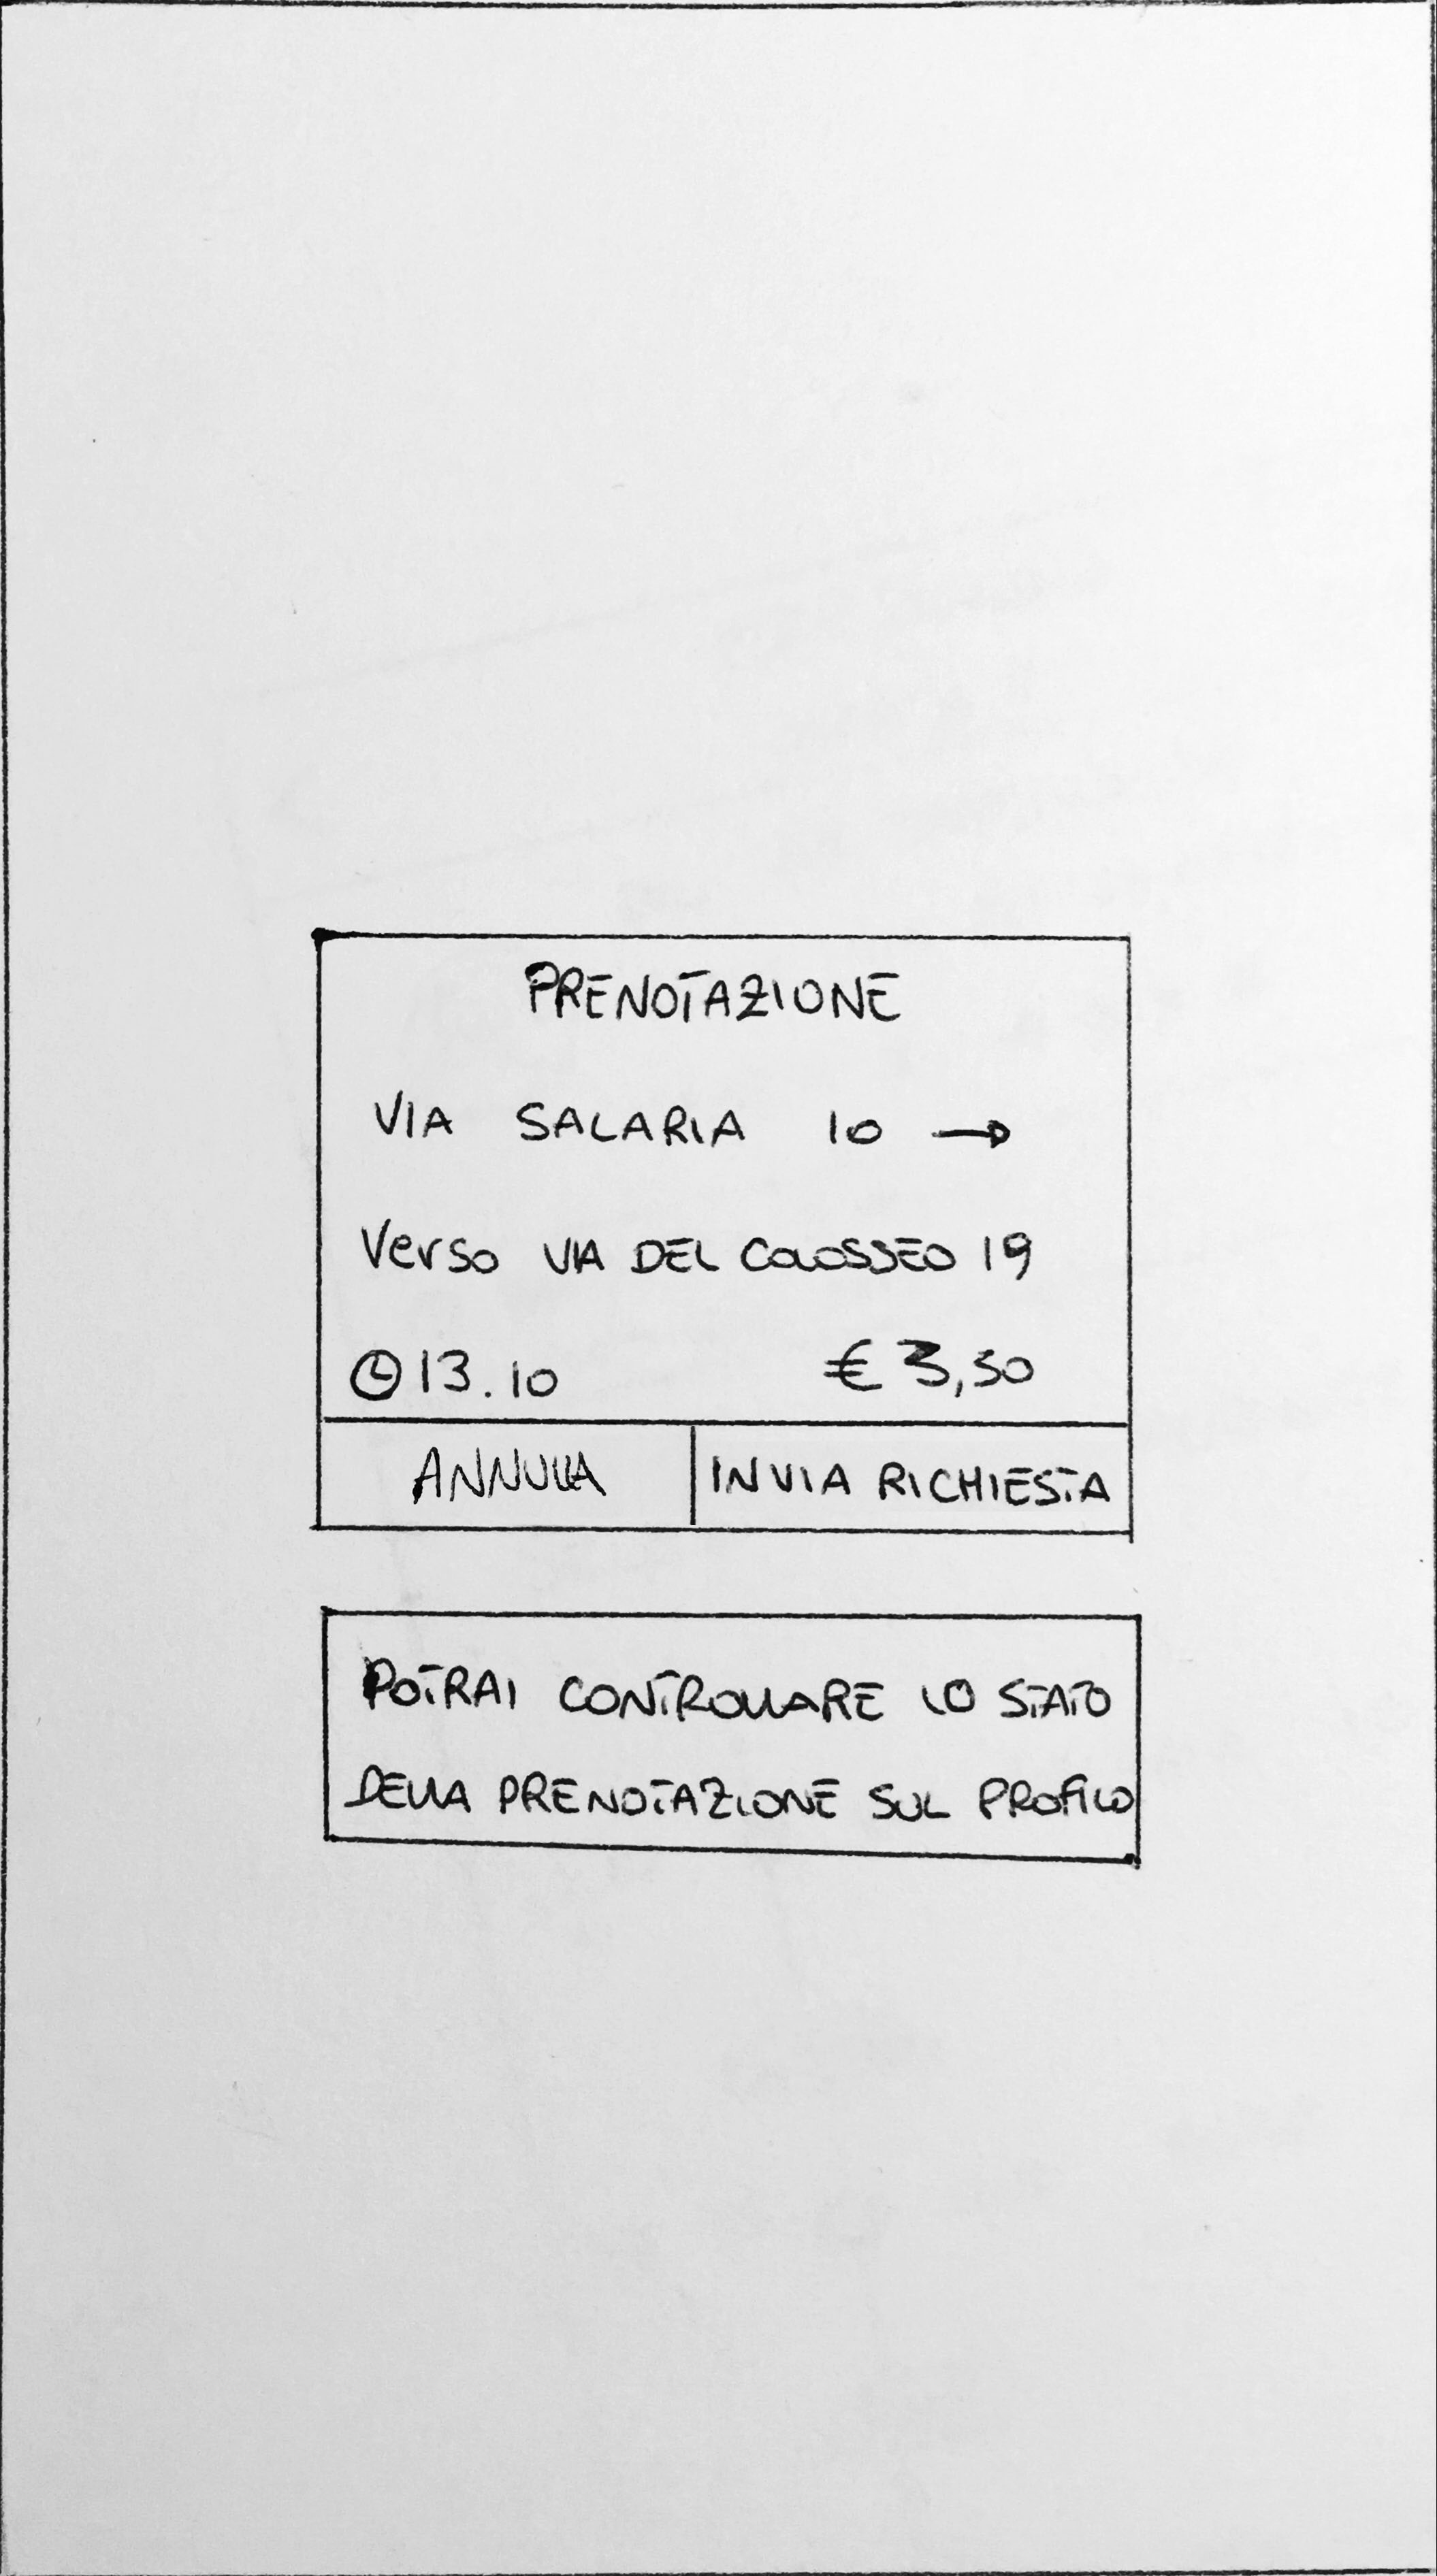 PRENOTAZIONE
VIA SALARIA 10 →
Verso VIA DEL COLOSSEO 19
13.10 € 3,50
ANNULLA INVIA RICHIESTA
POTRAI CONTROLLARE LO STATO
DELLA PRENOTAZIONE SUL PROFILO